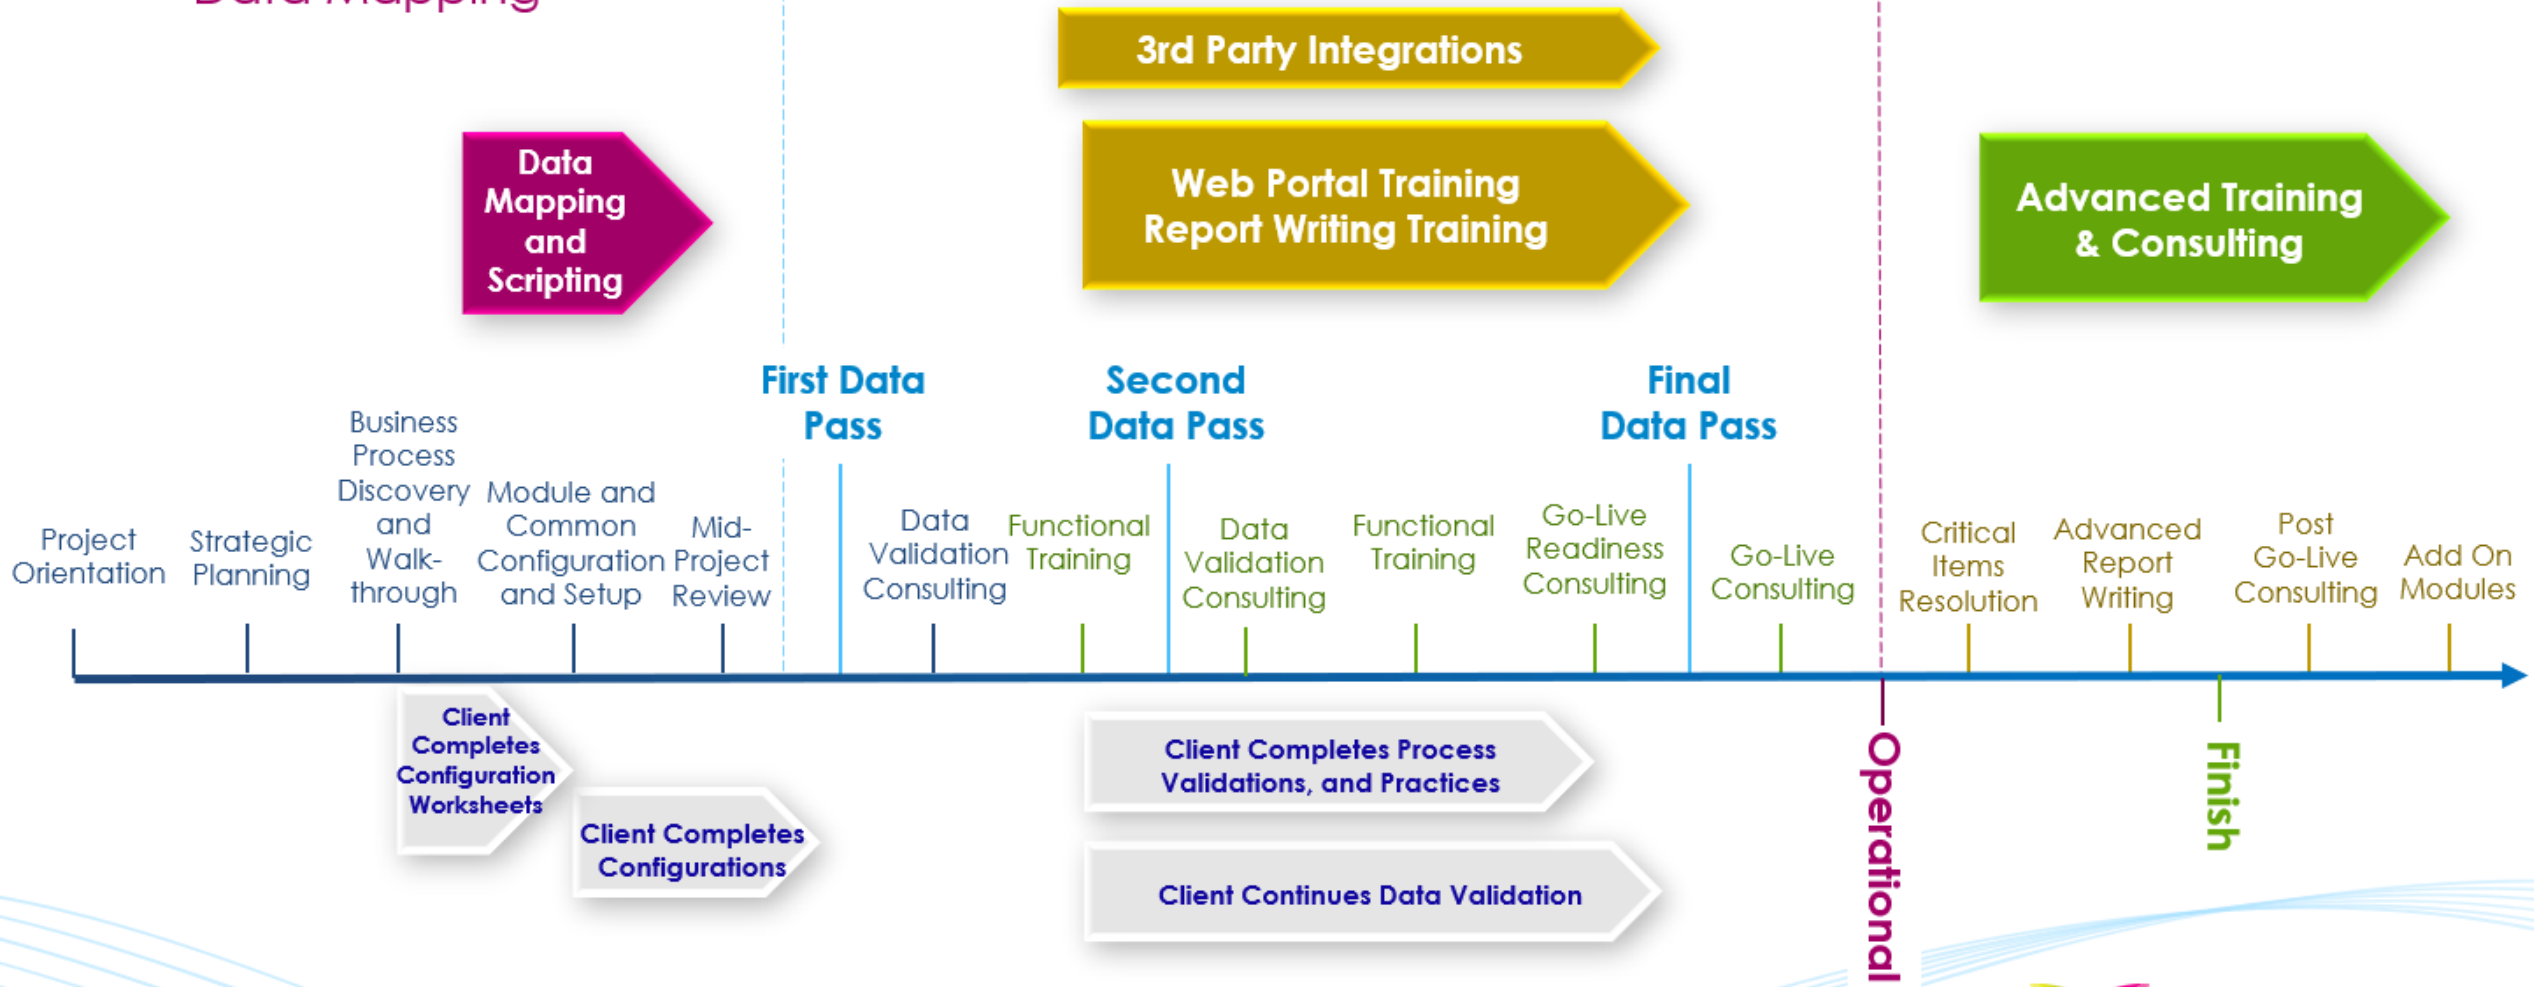 Data Mapping
3rd Party Integrations
Data
Mapping
and
Scripting
Web Portal Training
Report Writing Training
Advanced Training
& Consulting
First Data
Pass
Second
Data Pass
Final
Data Pass
Project
Orientation
Strategic
Planning
Business
Process
Discovery
and
Walk-
through
Module and
Common
Configuration
and Setup
Mid-
Project
Review
Data
Validation
Consulting
Functional
Training
Data
Validation
Consulting
Functional
Training
Go-Live
Readiness
Consulting
Go-Live
Consulting
Critical
Items
Resolution
Advanced
Report
Writing
Post
Go-Live
Consulting
Add On
Modules
Client
Completes
Configuration
Worksheets
Client Completes
Configurations
Client Completes Process
Validations, and Practices
Client Continues Data Validation
Operational
Finish